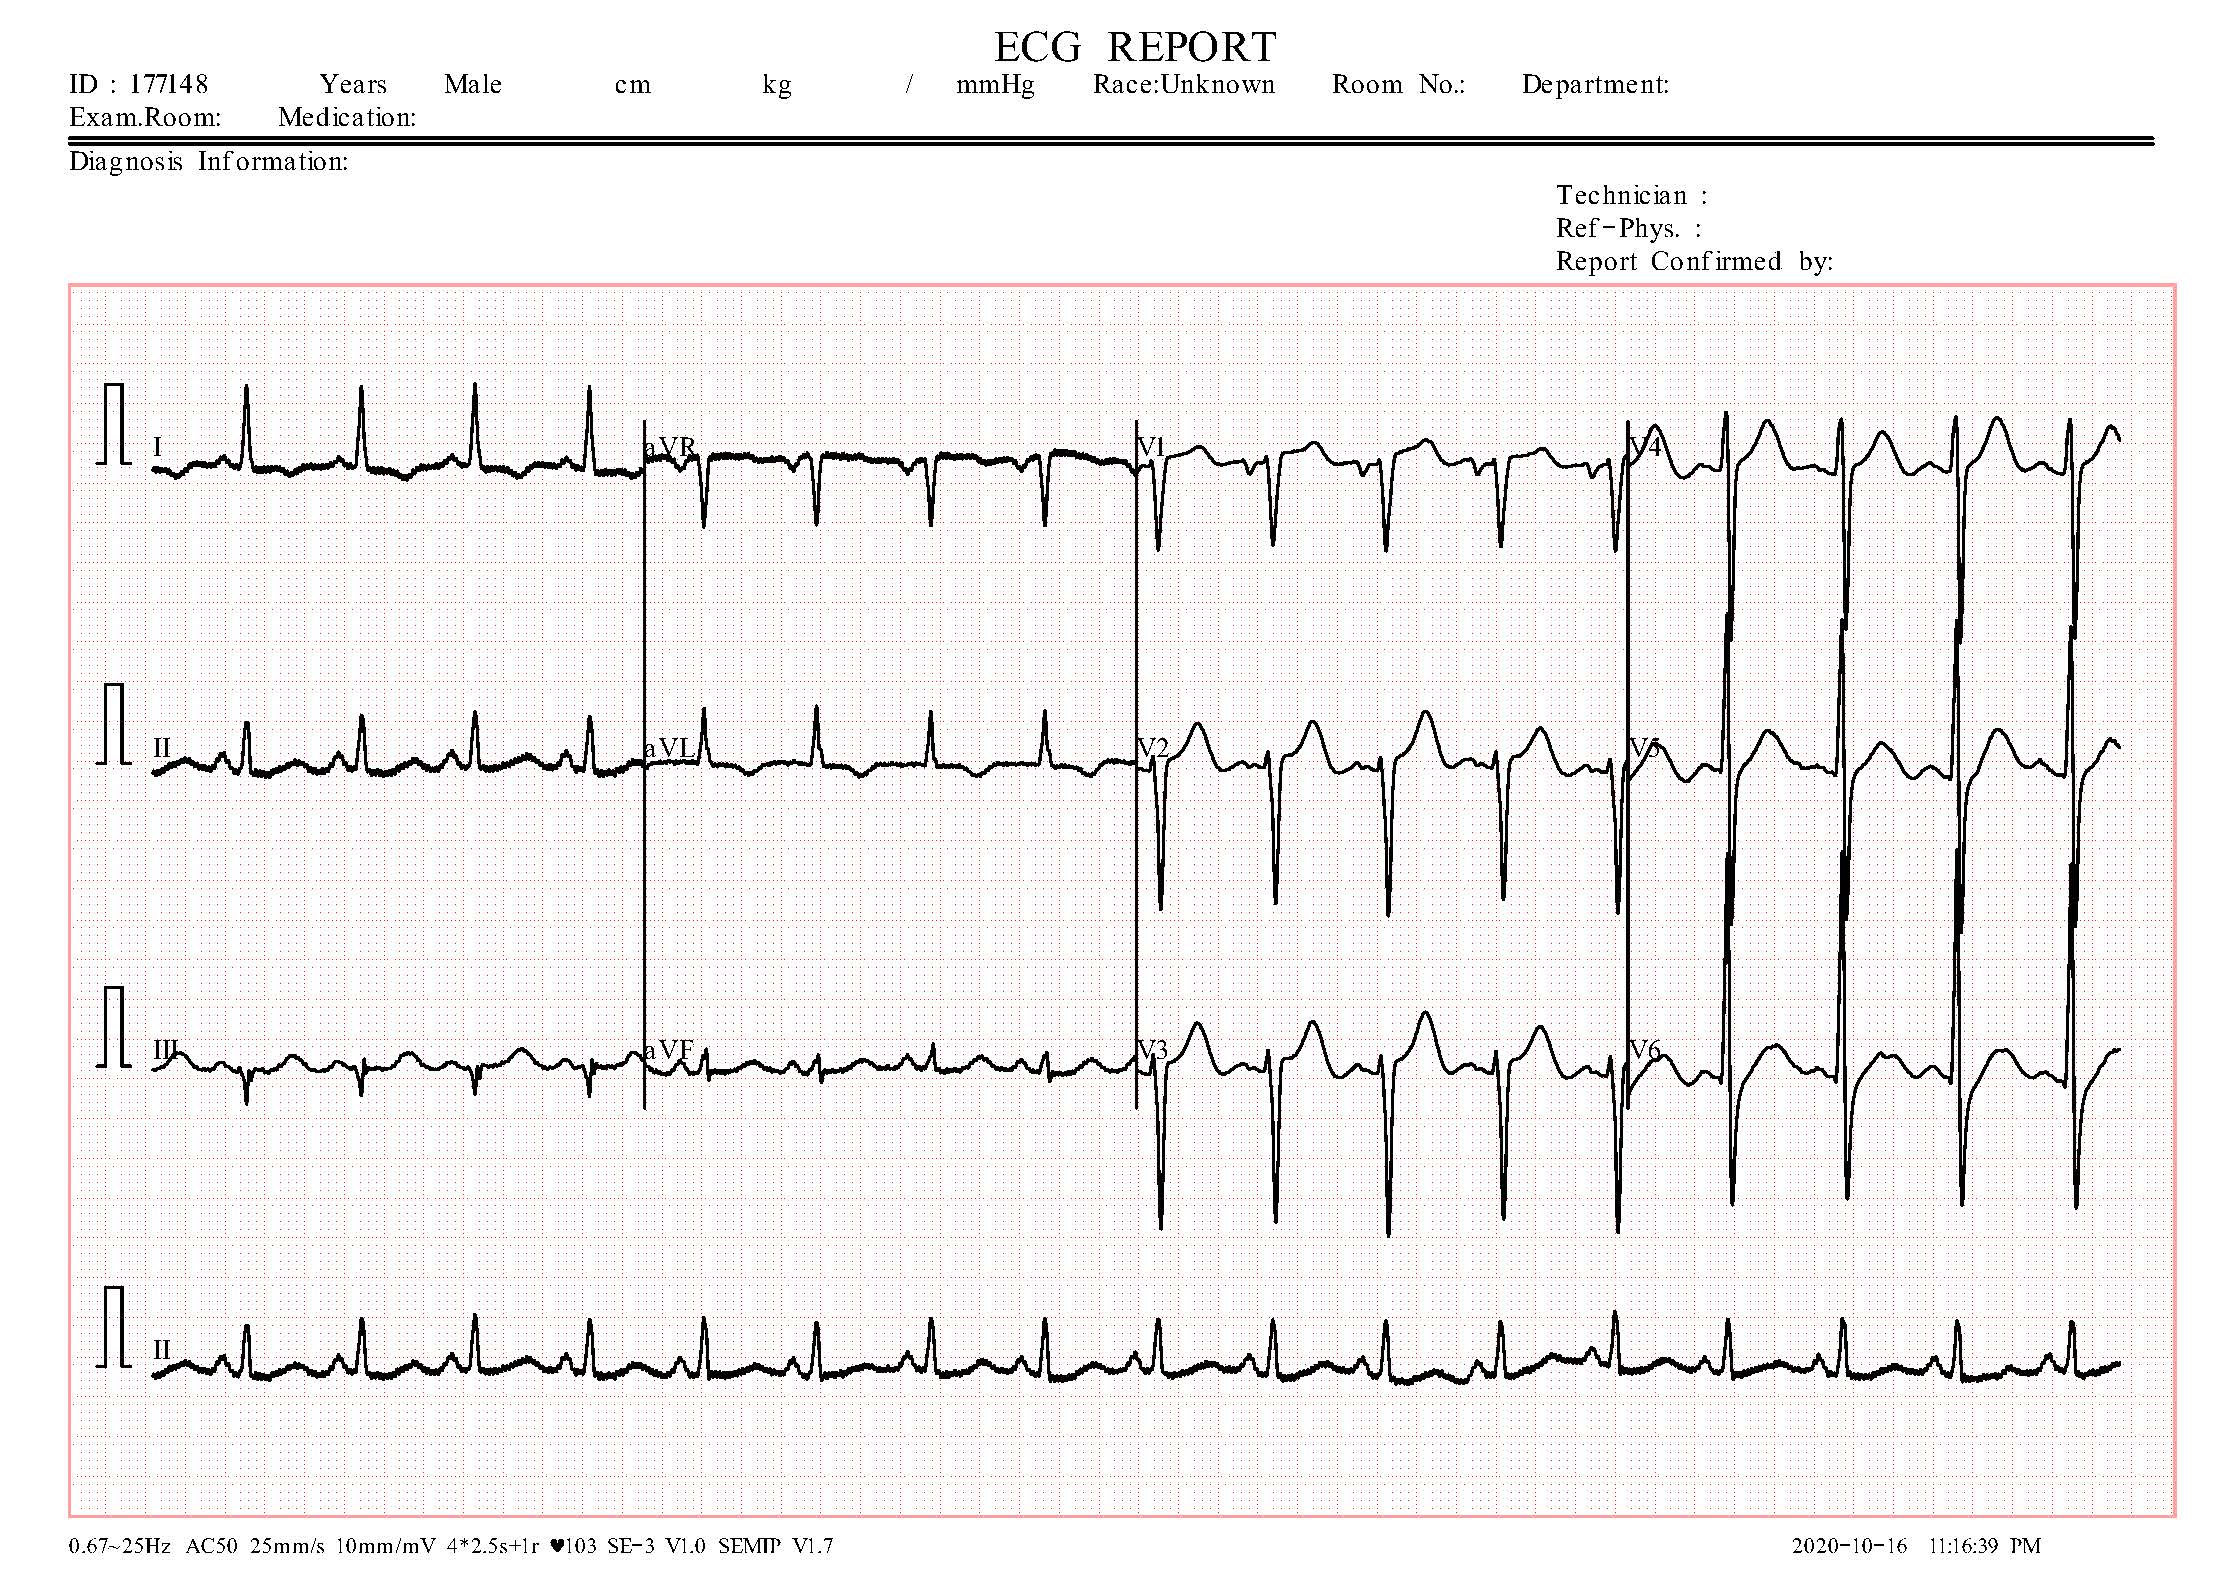 ECG REPORT
ID : 177148 Years Male cm kg / mmHg Race:Unknown Room No.: Department:
Exam.Room: Medication:
Diagnosis Information:
Technician :
Ref-Phys. :
Report Confirmed by:
I aVR V1 V4
II aVL V2 V5
III aVF V3 V6
II
0.67~25Hz AC50 25mm/s 10mm/mV 4*2.5s+1r ♥103 SE-3 V1.0 SEMIP V1.7 2020-10-16 11:16:39 PM